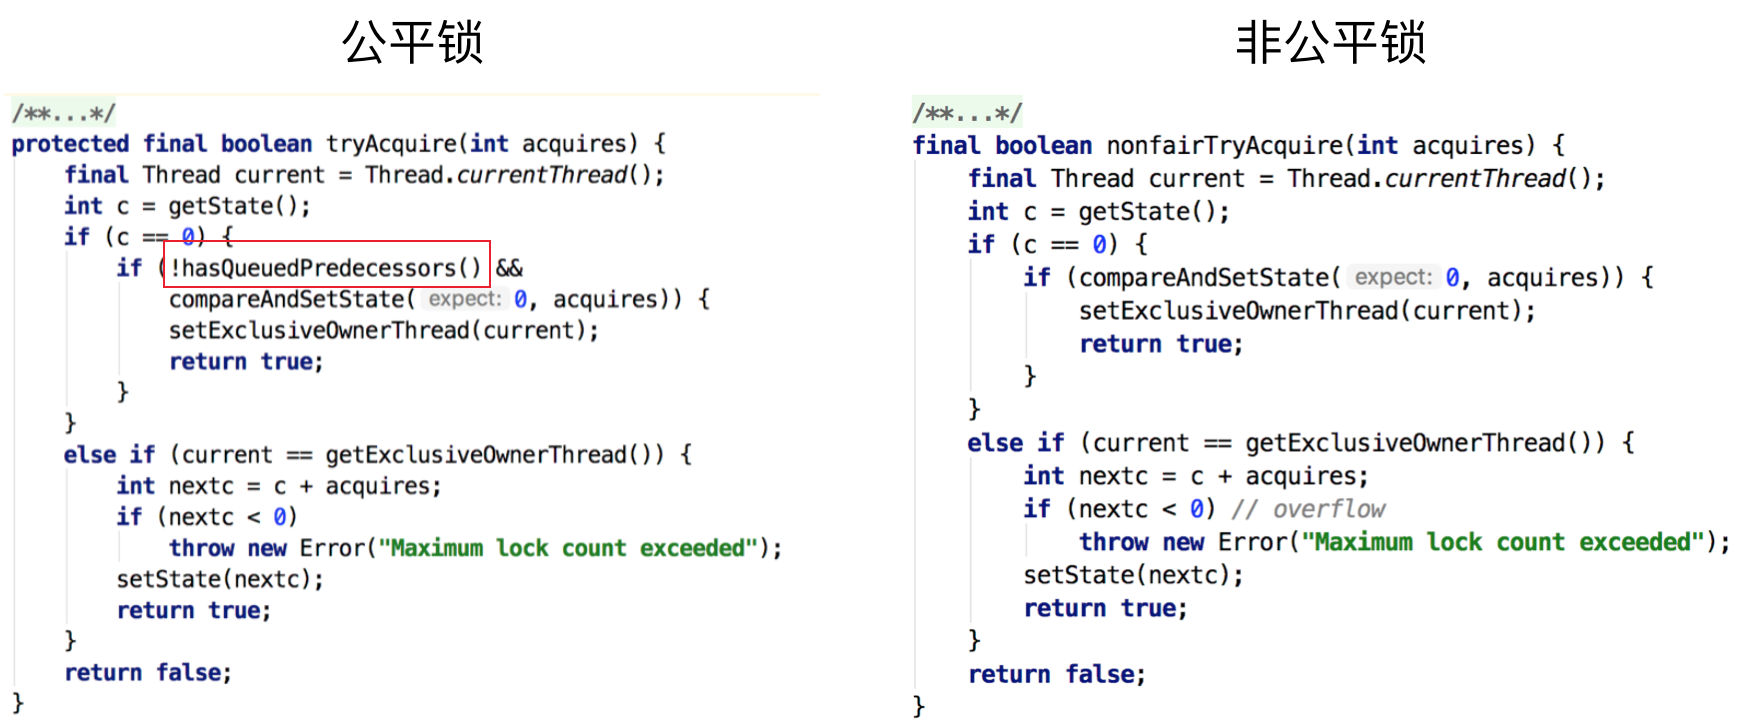 公平锁
/**...*/
protected final boolean tryAcquire(int acquires) {
final Thread current = Thread.currentThread();
int c = getState();
if (c == 0) {
if (!hasQueuedPredecessors() &&
compareAndSetState( expect: 0, acquires)) {
setExclusiveOwnerThread(current);
return true;
}
}
else if (current == getExclusiveOwnerThread()) {
int nextc = c + acquires;
if (nextc < 0)
throw new Error("Maximum lock count exceeded");
setState(nextc);
return true;
}
return false;
}
非公平锁
/**...*/
final boolean nonfairTryAcquire(int acquires) {
final Thread current = Thread.currentThread();
int c = getState();
if (c == 0) {
if (compareAndSetState( expect: 0, acquires)) {
setExclusiveOwnerThread(current);
return true;
}
}
else if (current == getExclusiveOwnerThread()) {
int nextc = c + acquires;
if (nextc < 0) // overflow
throw new Error("Maximum lock count exceeded");
setState(nextc);
return true;
}
return false;
}